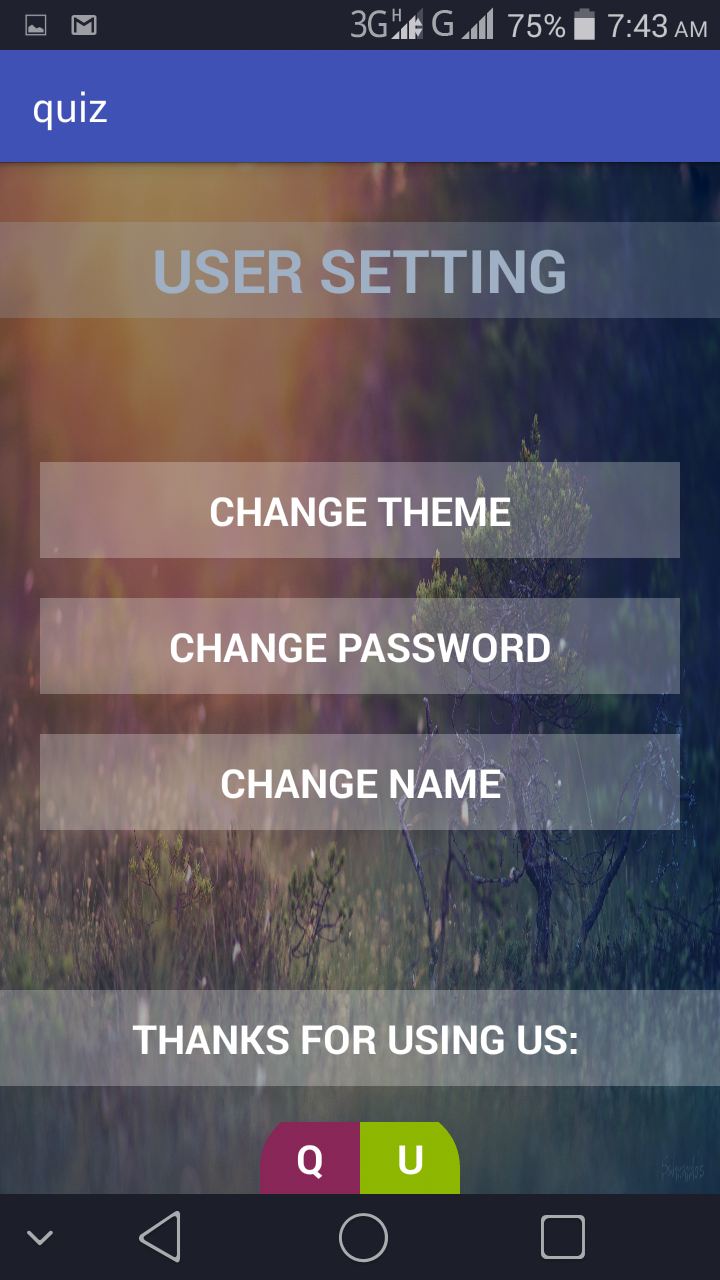 3G H G 75% 7:43 AM
quiz
USER SETTING
CHANGE THEME
CHANGE PASSWORD
CHANGE NAME
THANKS FOR USING US:
Q U